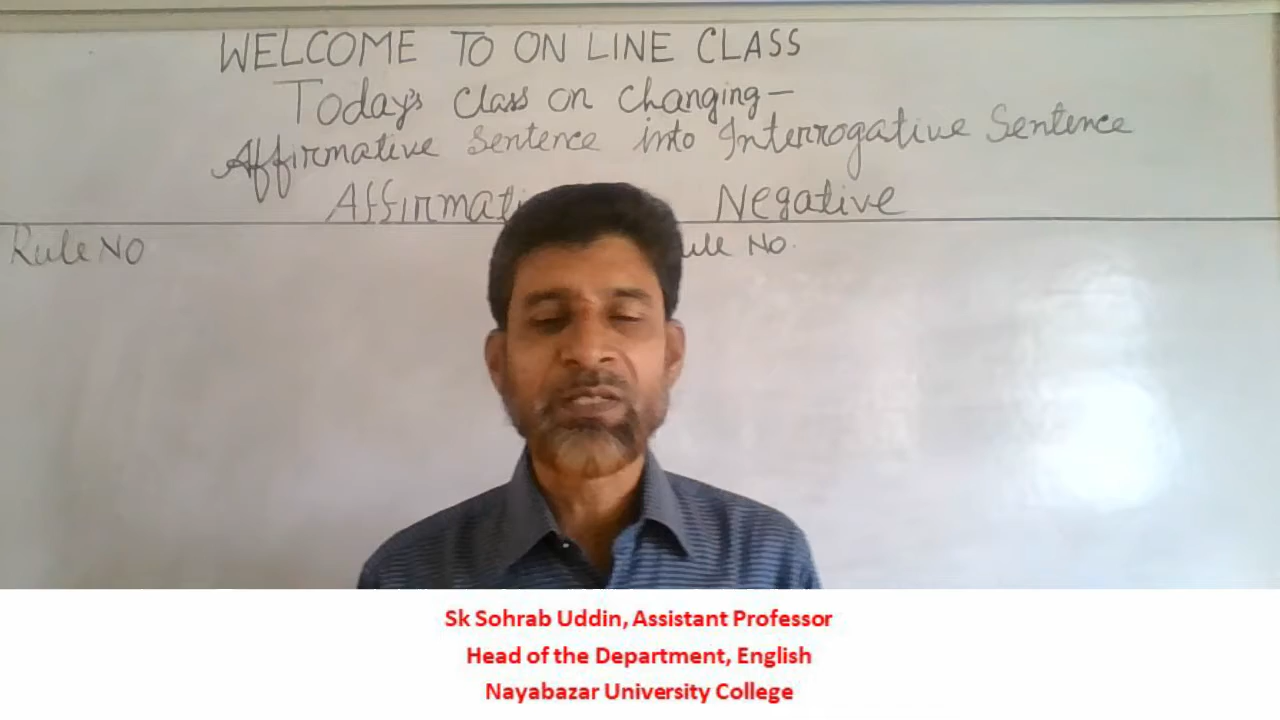 WELCOME TO ON LINE CLASS
Today's Class on Changing—
Affirmative Sentence into Interrogative Sentence
Negative
Rule NO
No.
Sk Sohrab Uddin, Assistant Professor
Head of the Department, English
Nayabazar University College